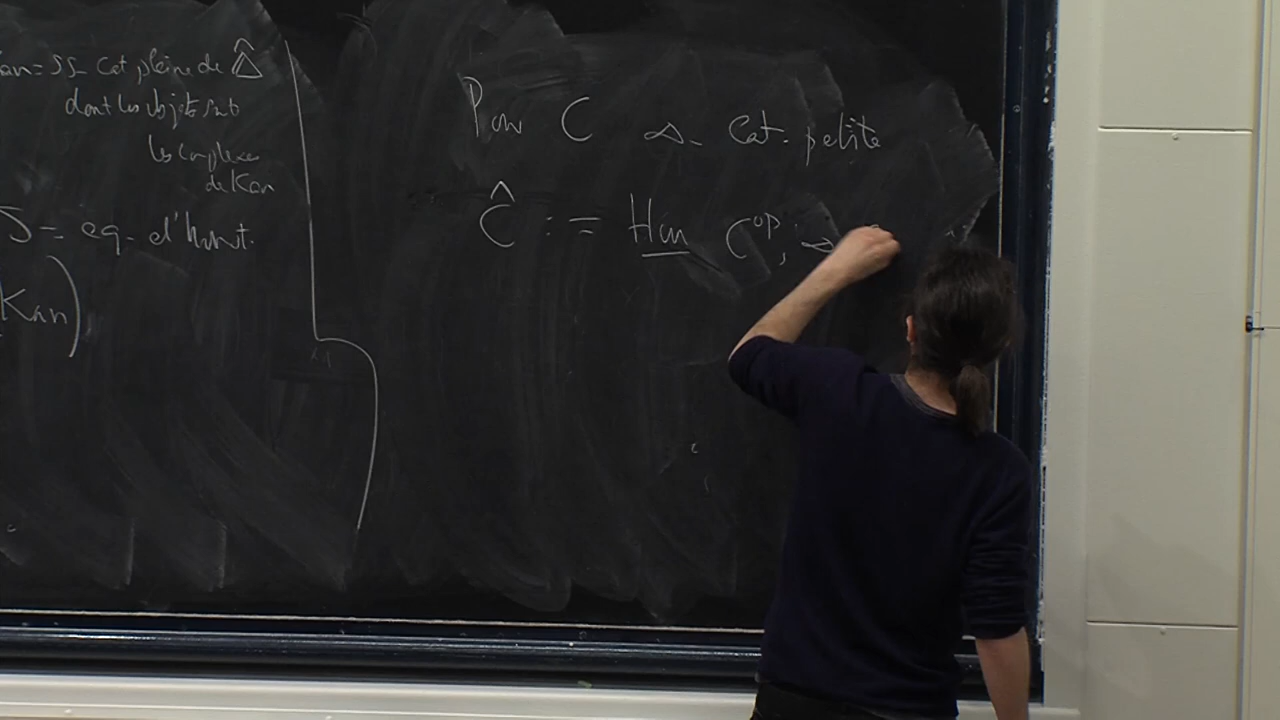 an = ss-cat pleine de Δ̂
dont les objets sont
les complexes
de Kan
S = eq. d'homot.
Kan)
Pour C ∞-Cat. petite
Ĉ := Hom C^op, ∞